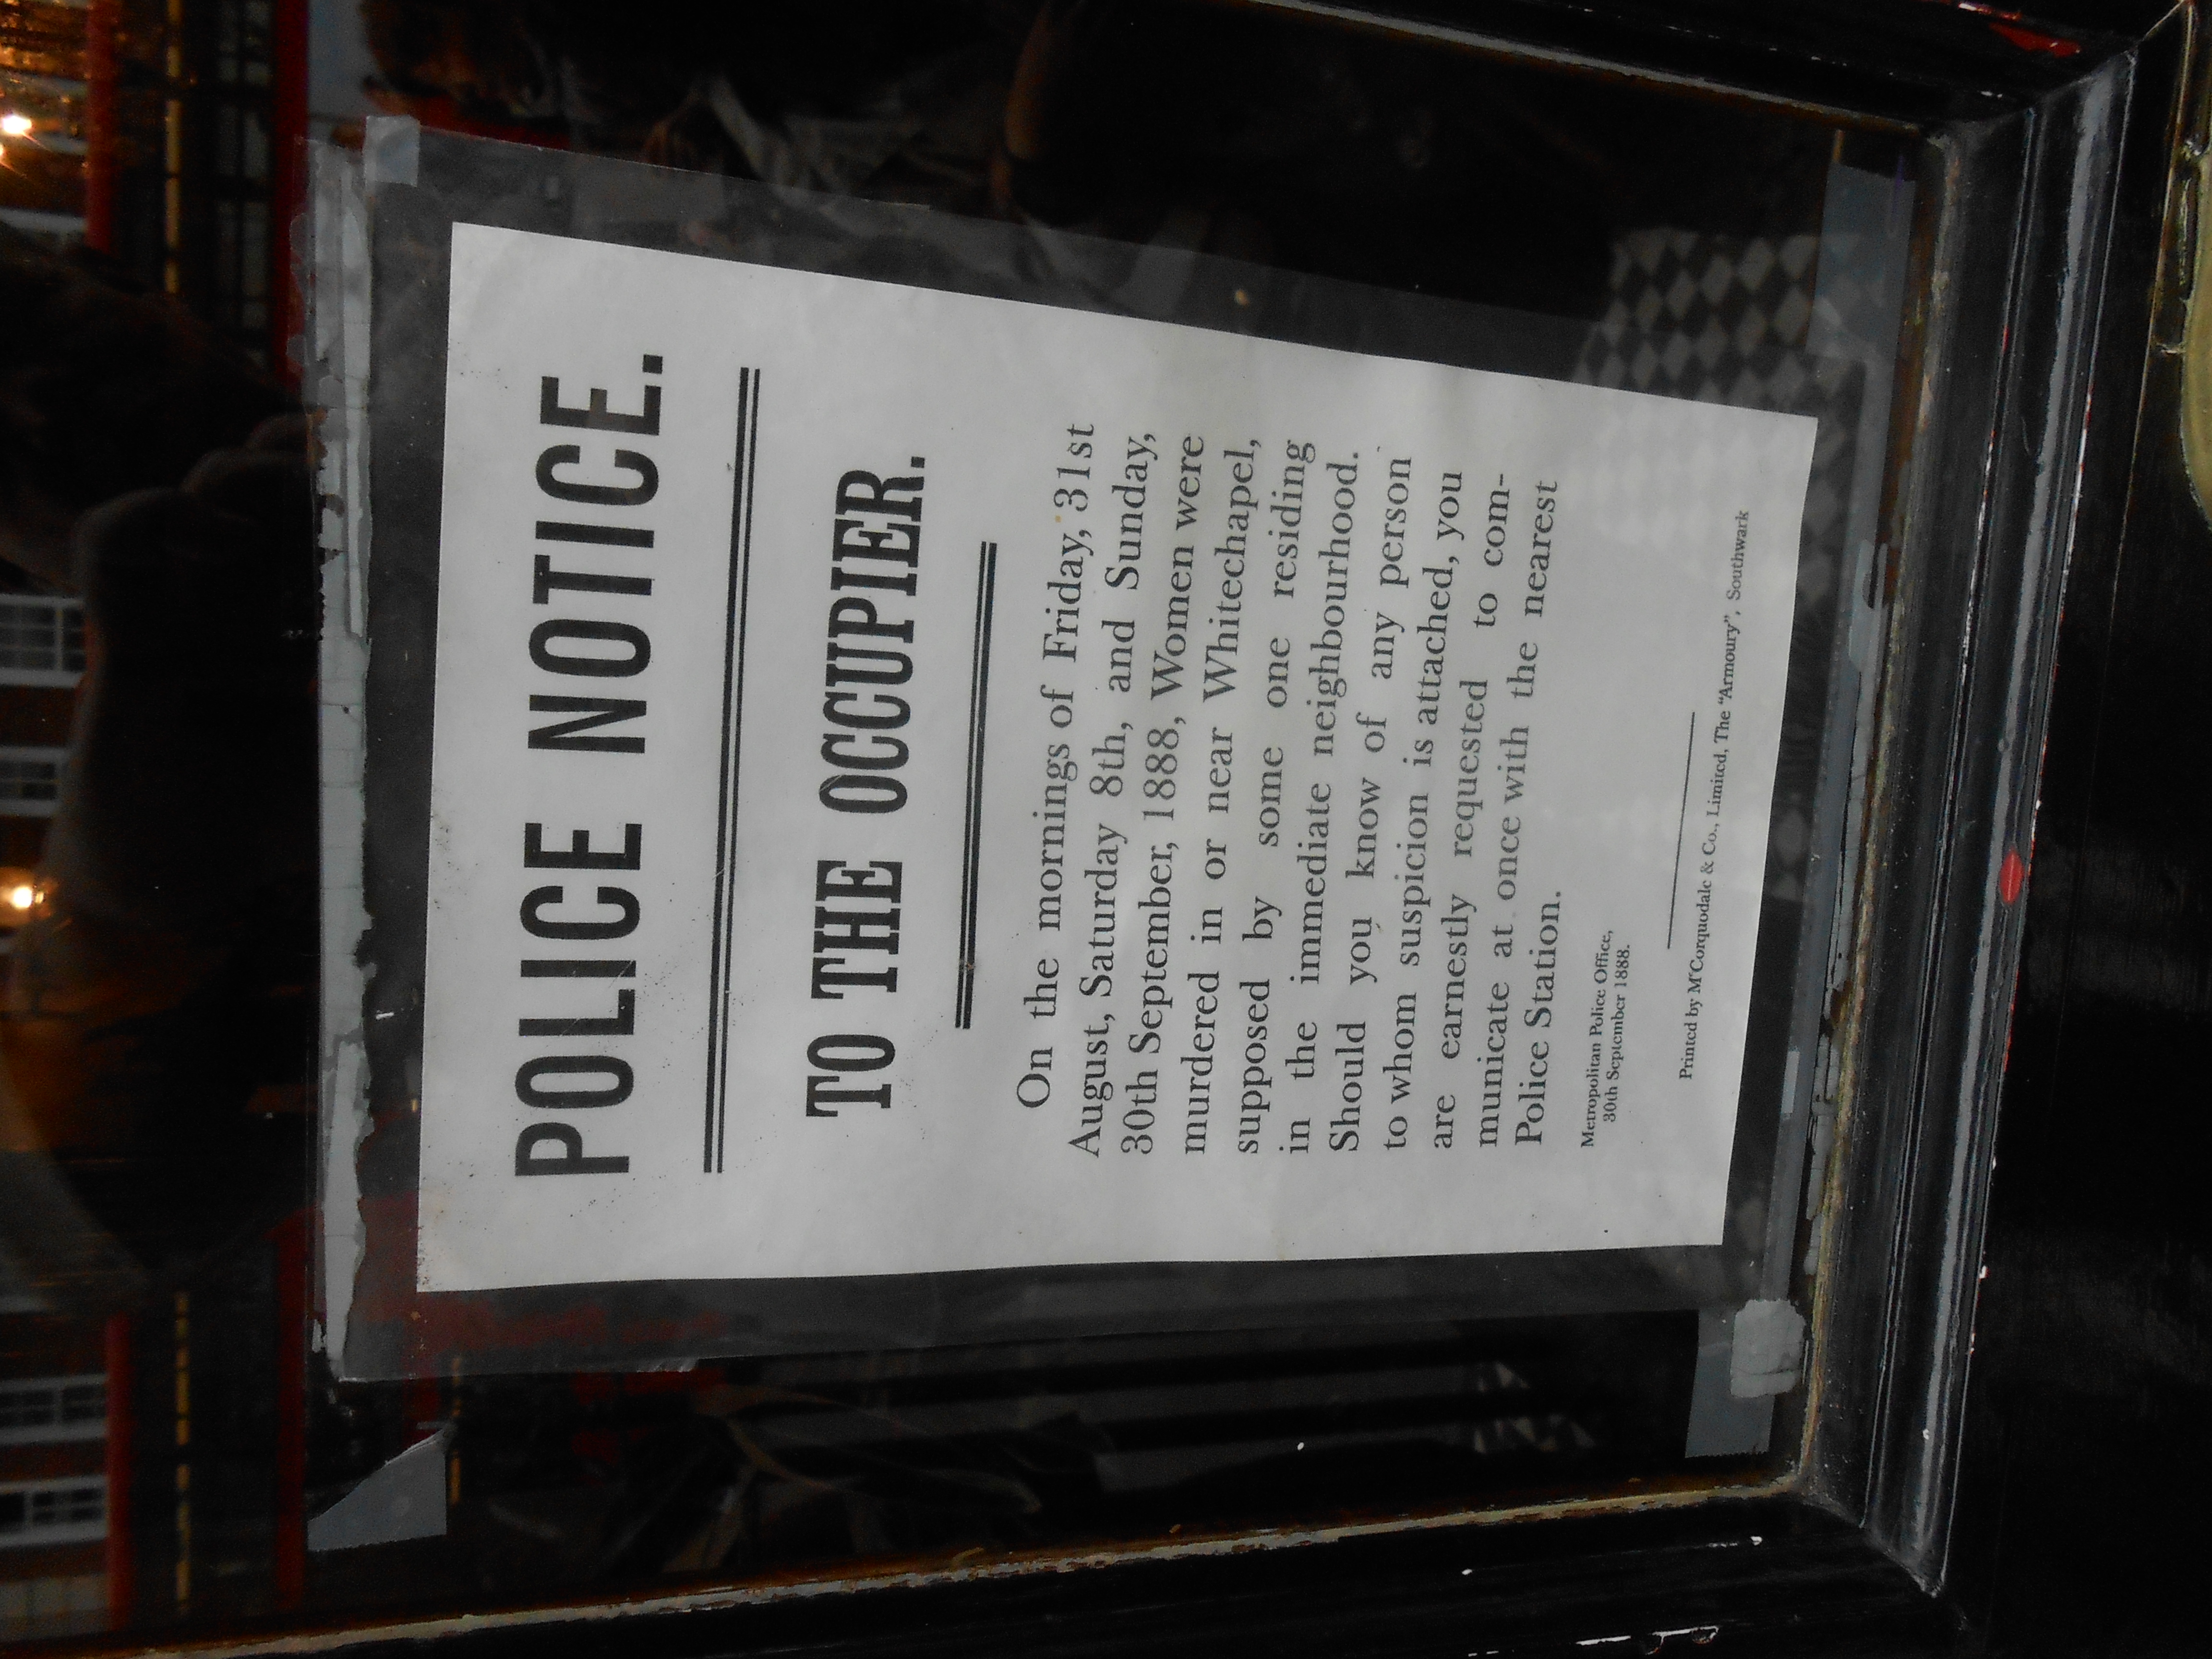 POLICE NOTICE.
TO THE OCCUPIER.
On the mornings of Friday, 31st
August, Saturday 8th, and Sunday,
30th September, 1888, Women were
murdered in or near Whitechapel,
supposed by some one residing
in the immediate neighbourhood.
Should you know of any person
to whom suspicion is attached, you
are earnestly requested to com-
municate at once with the nearest
Police Station.
Metropolitan Police Office,
30th September 1888.
Printed by M'Corquodale & Co., Limited, The "Armoury", Southwark